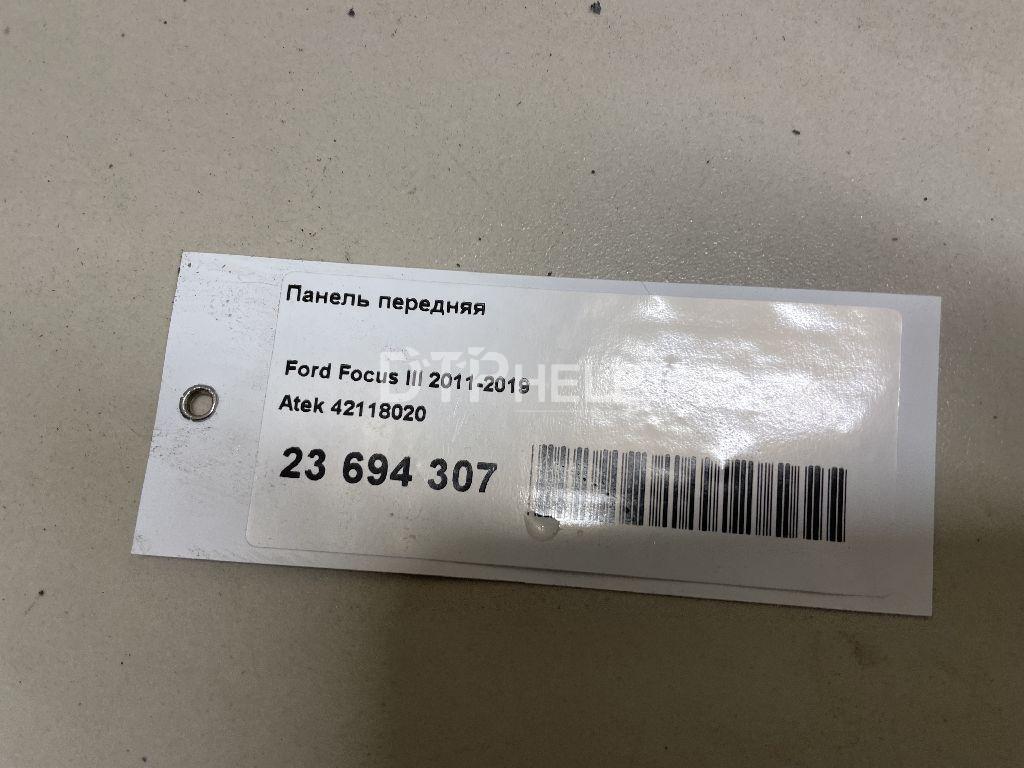 Панель передняя
Ford Focus III 2011-2019
Atek 42118020
23 694 307